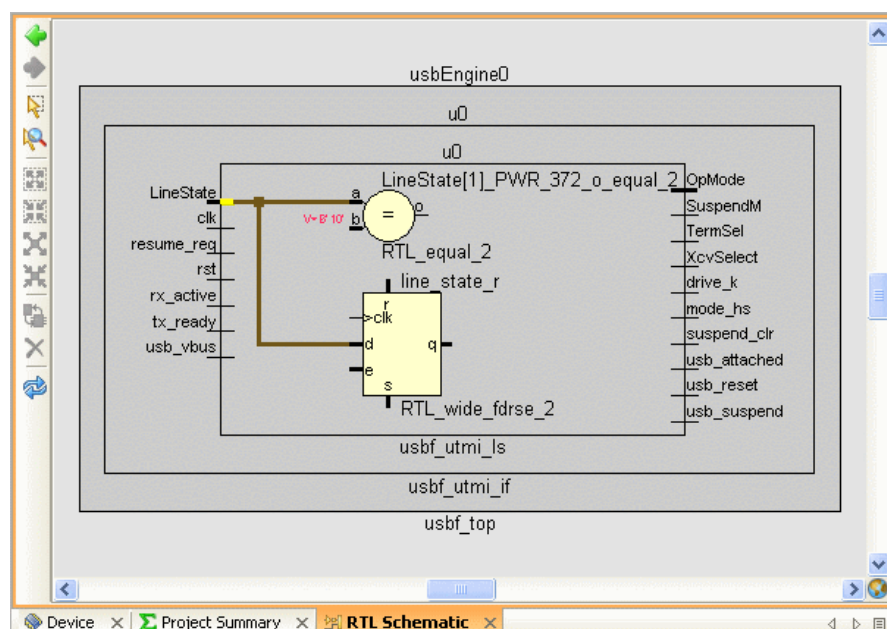 usbEngine0
u0
u0
LineState
clk
resume_req
rst
rx_active
tx_ready
usb_vbus
LineState[1]_PWR_372_o_equal_2
a
b
o
=
V=B'10'
RTL_equal_2
line_state_r
r
>clk
d
q
e
s
RTL_wide_fdrse_2
OpMode
SuspendM
TermSel
XcvSelect
drive_k
mode_hs
suspend_clr
usb_attached
usb_reset
usb_suspend
usbf_utmi_ls
usbf_utmi_if
usbf_top
Device
Project Summary
RTL Schematic